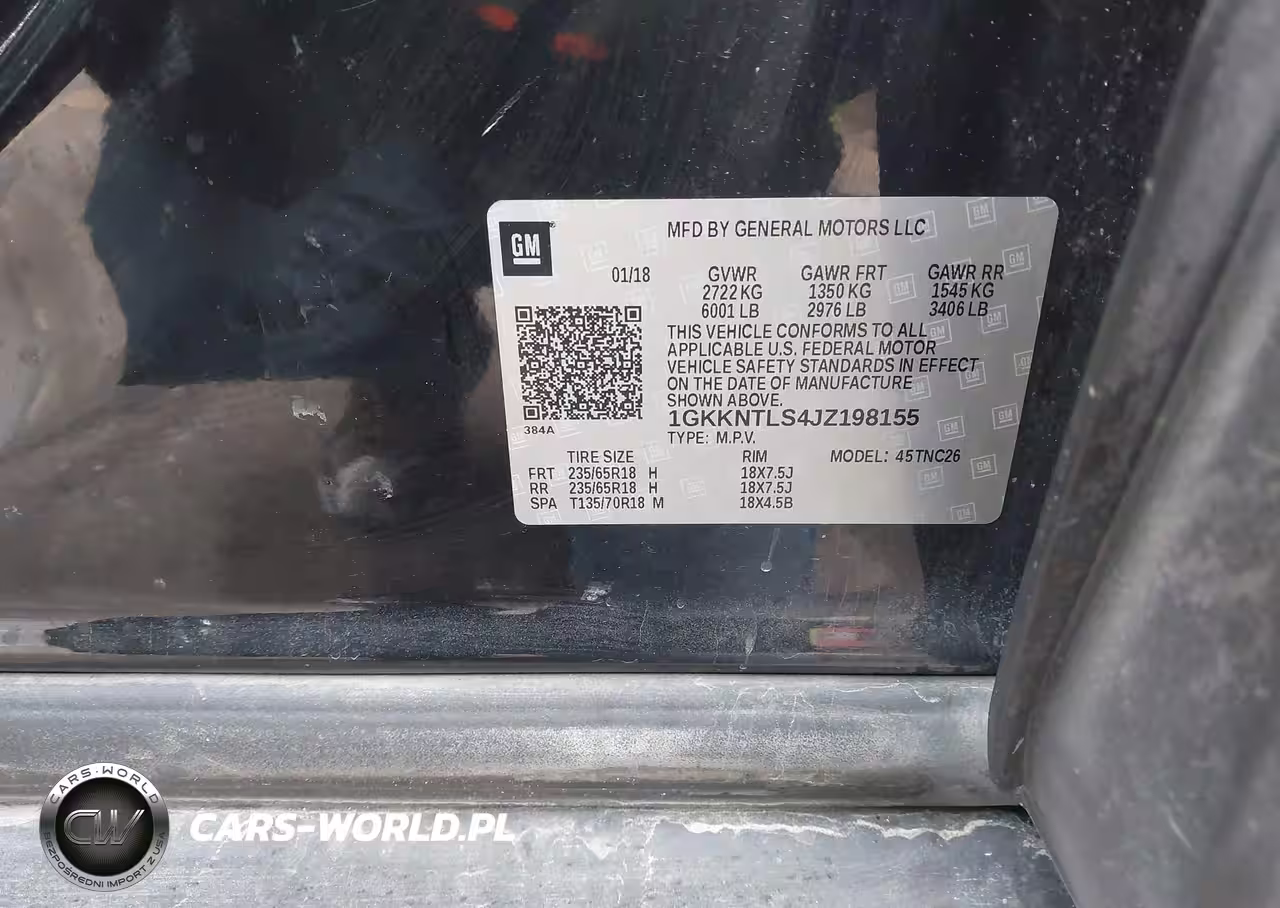 GM
MFD BY GENERAL MOTORS LLC
01/18 GVWR GAWR FRT GAWR RR
2722 KG 1350 KG 1545 KG
6001 LB 2976 LB 3406 LB
THIS VEHICLE CONFORMS TO ALL
APPLICABLE U.S. FEDERAL MOTOR
VEHICLE SAFETY STANDARDS IN EFFECT
ON THE DATE OF MANUFACTURE
SHOWN ABOVE.
1GKKNTLS4JZ198155
384A
TYPE: M.P.V.
TIRE SIZE RIM MODEL: 45TNC26
FRT 235/65R18 H 18X7.5J
RR 235/65R18 H 18X7.5J
SPA T135/70R18 M 18X4.5B
CARS-WORLD
CW
BEZPOŚREDNI IMPORT Z USA
CARS-WORLD.PL